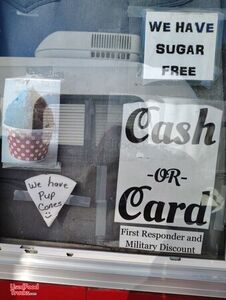 WE HAVE
SUGAR
FREE
Cash
-OR-
Card
First Responder and
Military Discount
We have
Pup
Cones